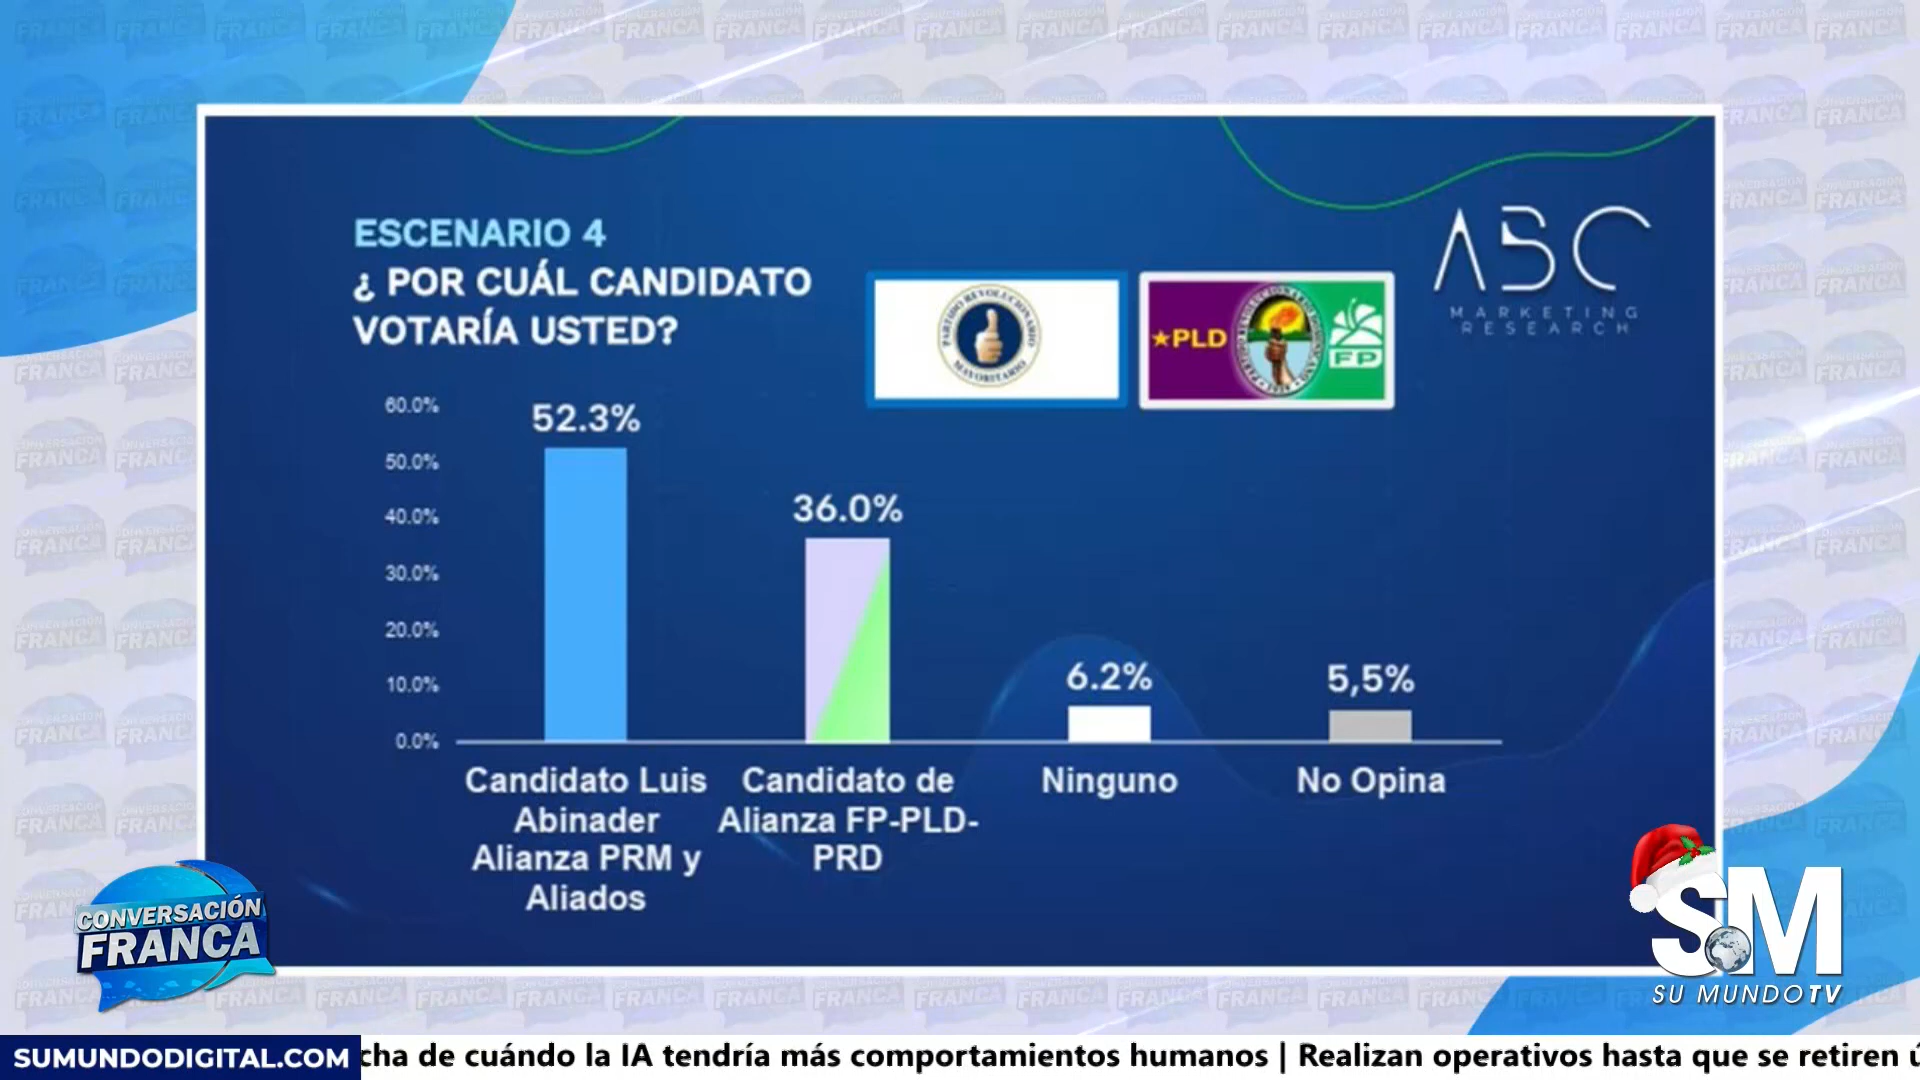 ESCENARIO 4
¿ POR CUÁL CANDIDATO
VOTARÍA USTED?
PARTIDO REVOLUCIONARIO
MAYORITARIO
★PLD
FP
ABC
MARKETING
RESEARCH
60.0%
50.0%
40.0%
30.0%
20.0%
10.0%
0.0%
52.3%
36.0%
6.2%
5,5%
Candidato Luis
Abinader
Alianza PRM y
Aliados
Candidato de
Alianza FP-PLD-
PRD
Ninguno
No Opina
CONVERSACIÓN
FRANCA
SM
SU MUNDO TV
SUMUNDODIGITAL.COM
cha de cuándo la IA tendría más comportamientos humanos | Realizan operativos hasta que se retiren ú